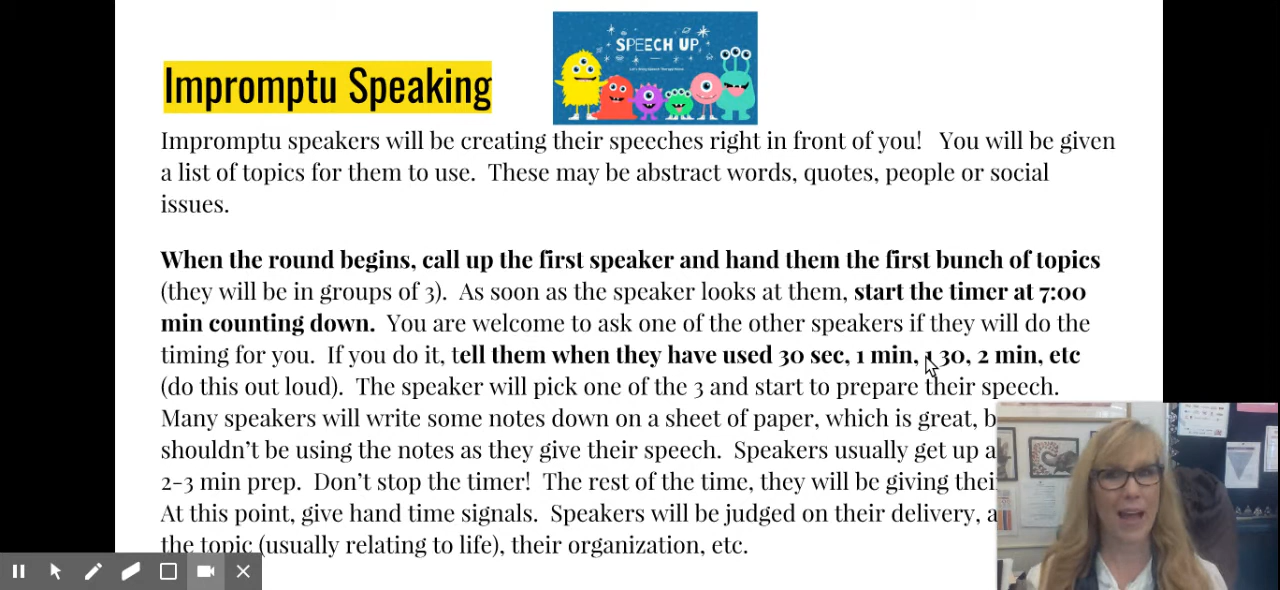 SPEECH UP
Impromptu Speaking
Impromptu speakers will be creating their speeches right in front of you! You will be given
a list of topics for them to use. These may be abstract words, quotes, people or social
issues.
When the round begins, call up the first speaker and hand them the first bunch of topics
(they will be in groups of 3). As soon as the speaker looks at them, start the timer at 7:00
min counting down. You are welcome to ask one of the other speakers if they will do the
timing for you. If you do it, tell them when they have used 30 sec, 1 min, 1 30, 2 min, etc
(do this out loud). The speaker will pick one of the 3 and start to prepare their speech.
Many speakers will write some notes down on a sheet of paper, which is great, b
shouldn't be using the notes as they give their speech. Speakers usually get up a
2-3 min prep. Don't stop the timer! The rest of the time, they will be giving their
At this point, give hand time signals. Speakers will be judged on their delivery, a
the topic (usually relating to life), their organization, etc.